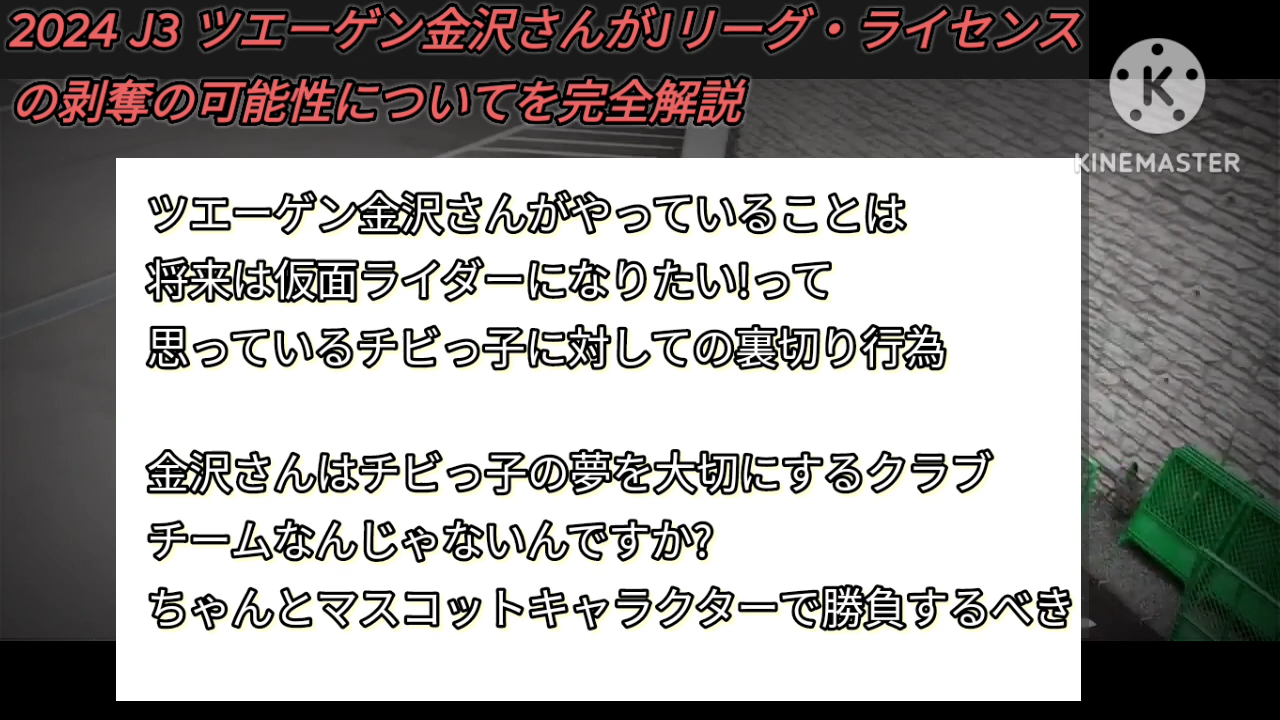 2024 J3 ツエーゲン金沢さんがJリーグ・ライセンス
の剥奪の可能性についてを完全解説
KINEMASTER
ツエーゲン金沢さんがやっていることは
将来は仮面ライダーになりたい!って
思っているチビっ子に対しての裏切り行為
金沢さんはチビっ子の夢を大切にするクラブ
チームなんじゃないんですか?
ちゃんとマスコットキャラクターで勝負するべき